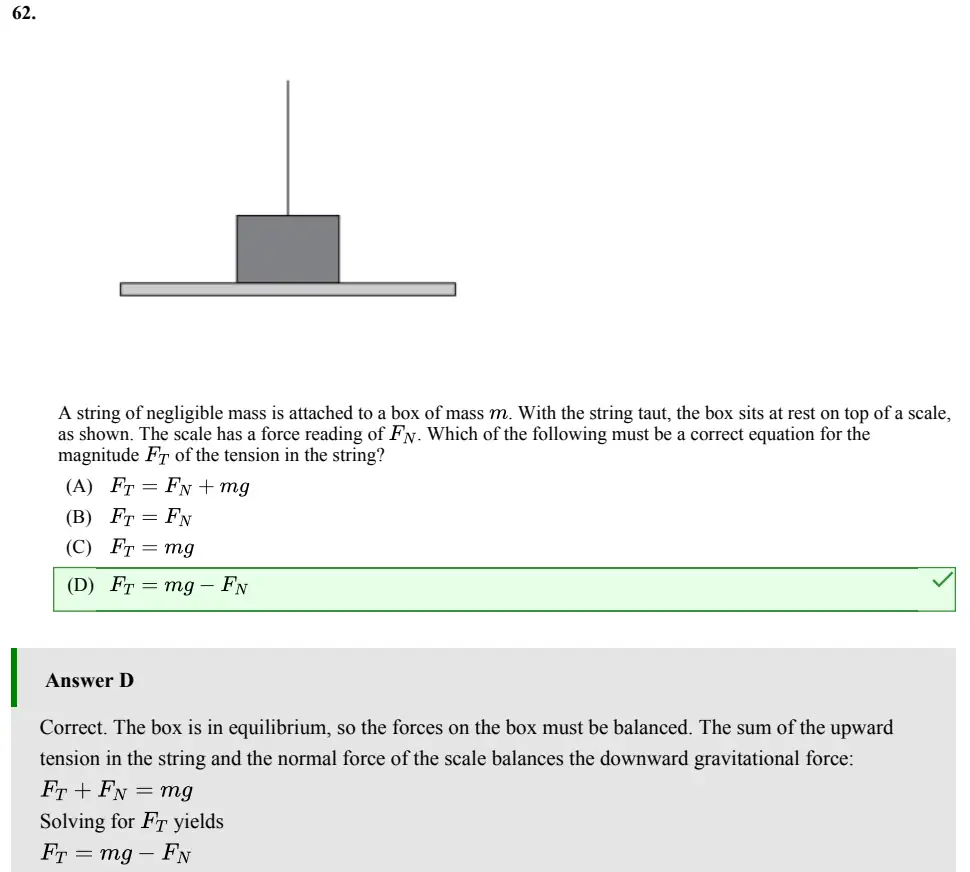 62.
A string of negligible mass is attached to a box of mass m. With the string taut, the box sits at rest on top of a scale,
as shown. The scale has a force reading of F_N. Which of the following must be a correct equation for the
magnitude F_T of the tension in the string?
(A) F_T = F_N + mg
(B) F_T = F_N
(C) F_T = mg
(D) F_T = mg − F_N
Answer D
Correct. The box is in equilibrium, so the forces on the box must be balanced. The sum of the upward
tension in the string and the normal force of the scale balances the downward gravitational force:
F_T + F_N = mg
Solving for F_T yields
F_T = mg − F_N